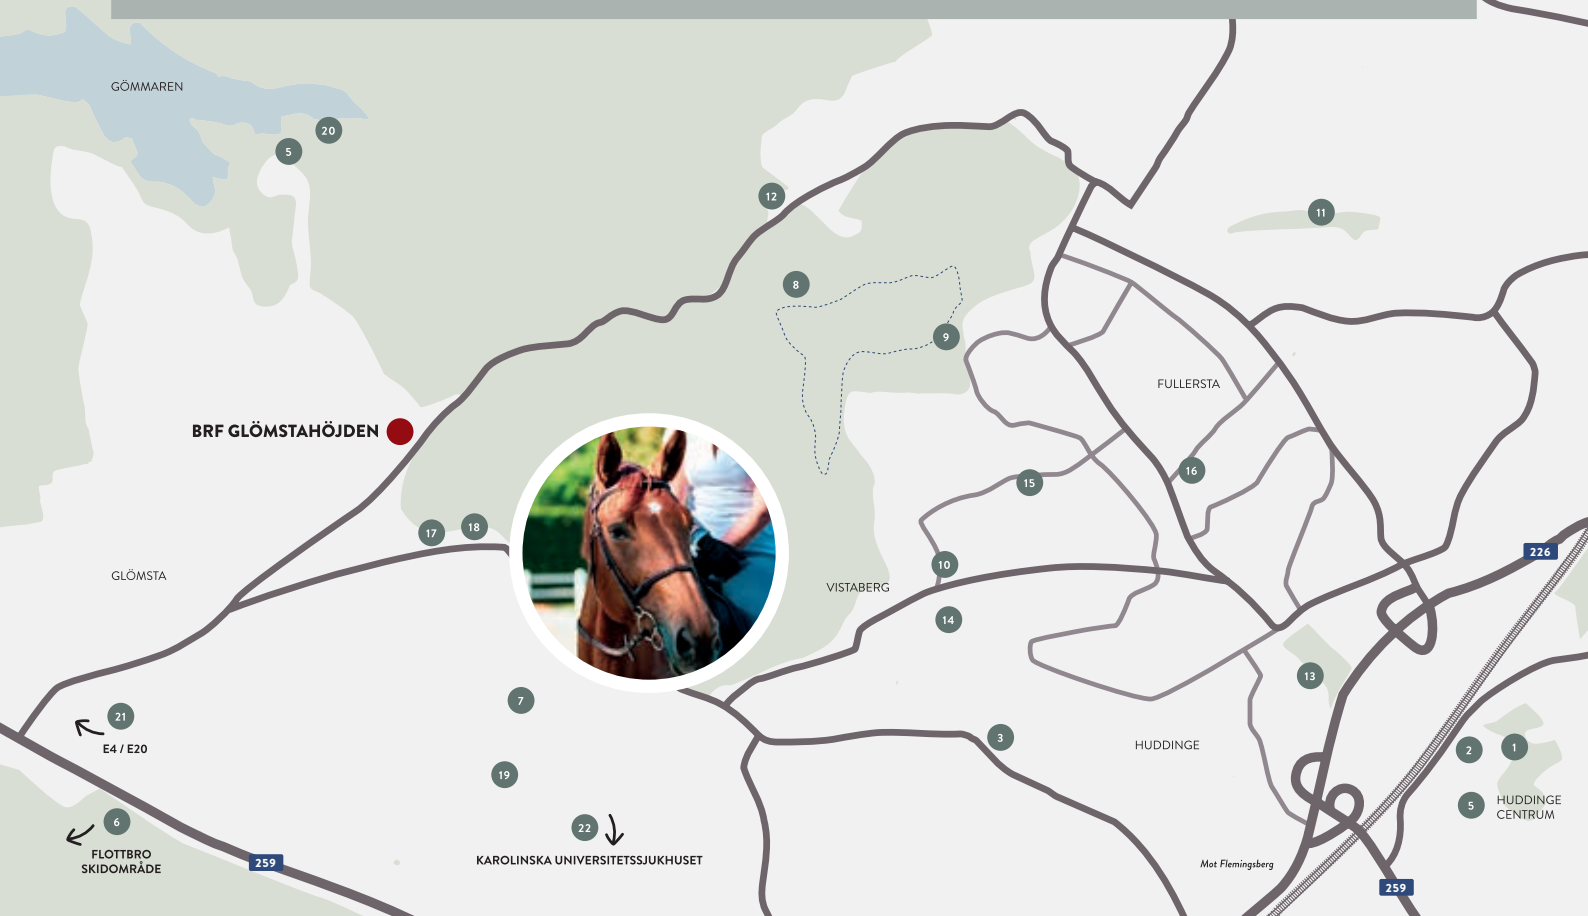 GÖMMAREN
20
5
12
11
8
9
FULLERSTA
BRF GLÖMSTAHÖJDEN
16
15
17
18
226
10
GLÖMSTA
VISTABERG
14
13
7
21
3
HUDDINGE
2
1
E4 / E20
19
5
HUDDINGE
CENTRUM
6
22
FLOTTBRO
SKIDOMRÅDE
259
KAROLINSKA UNIVERSITETSSJUKHUSET
Mot Flemingsberg
259